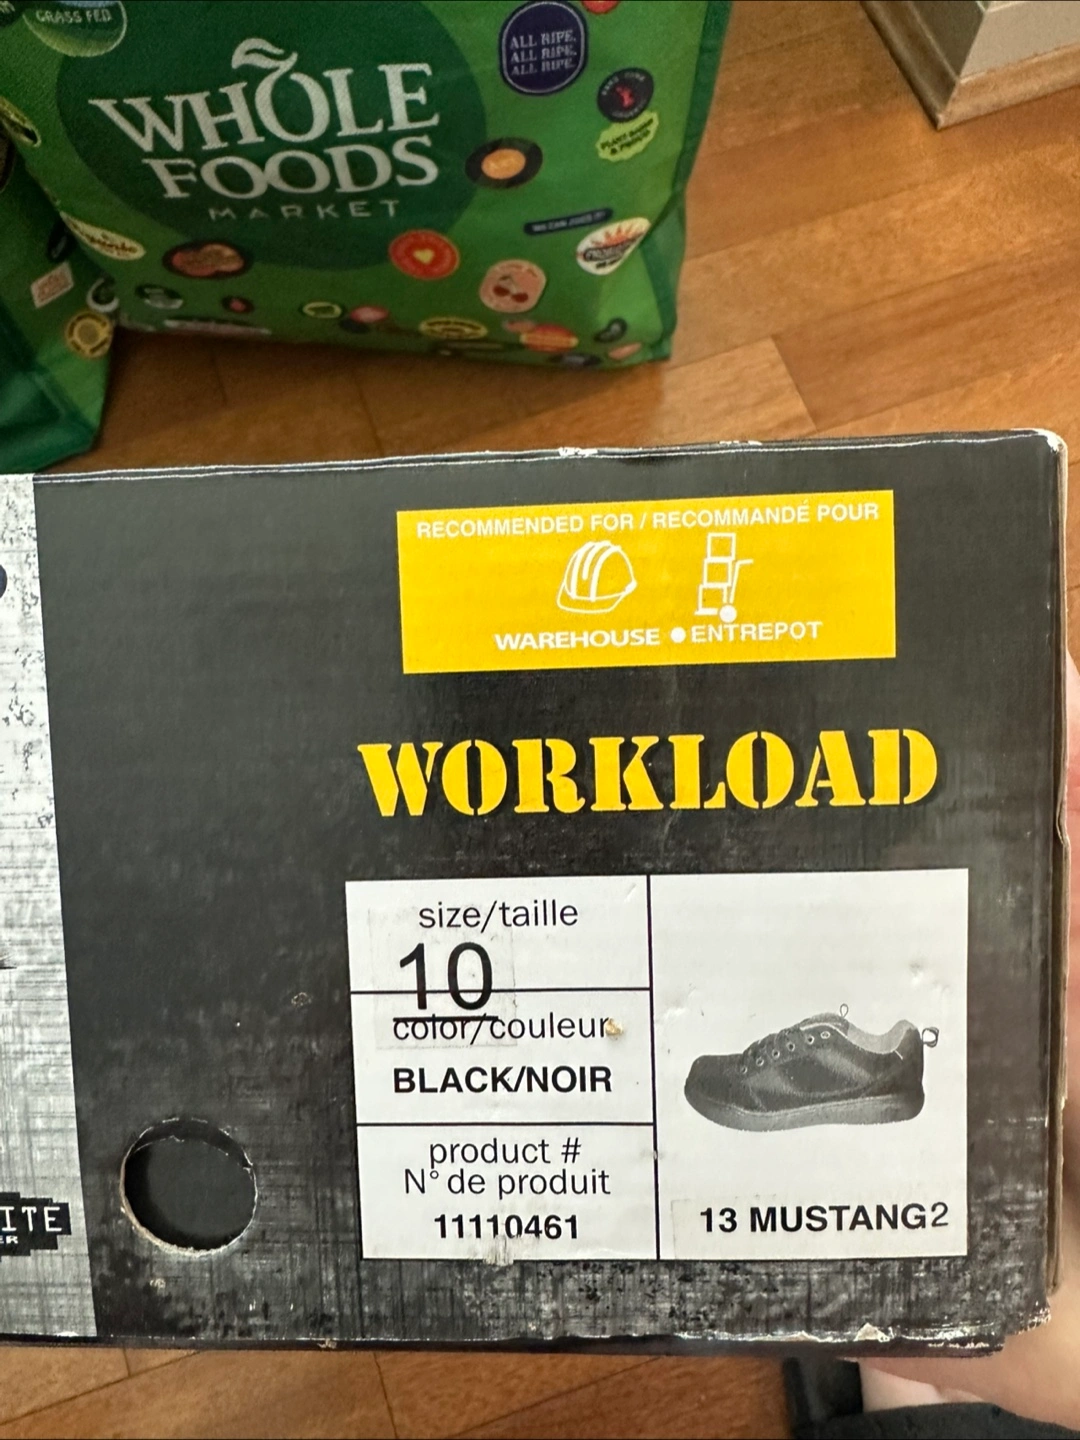 GRASS FED
WHOLE
FOODS
MARKET
ALL RIPE.
ALL RIPE.
ALL RIPE.
RECOMMENDED FOR / RECOMMANDÉ POUR
WAREHOUSE ● ENTREPOT
WORKLOAD
size/taille
10
color/couleur
BLACK/NOIR
product #
N° de produit
11110461
13 MUSTANG2
ITE
ER